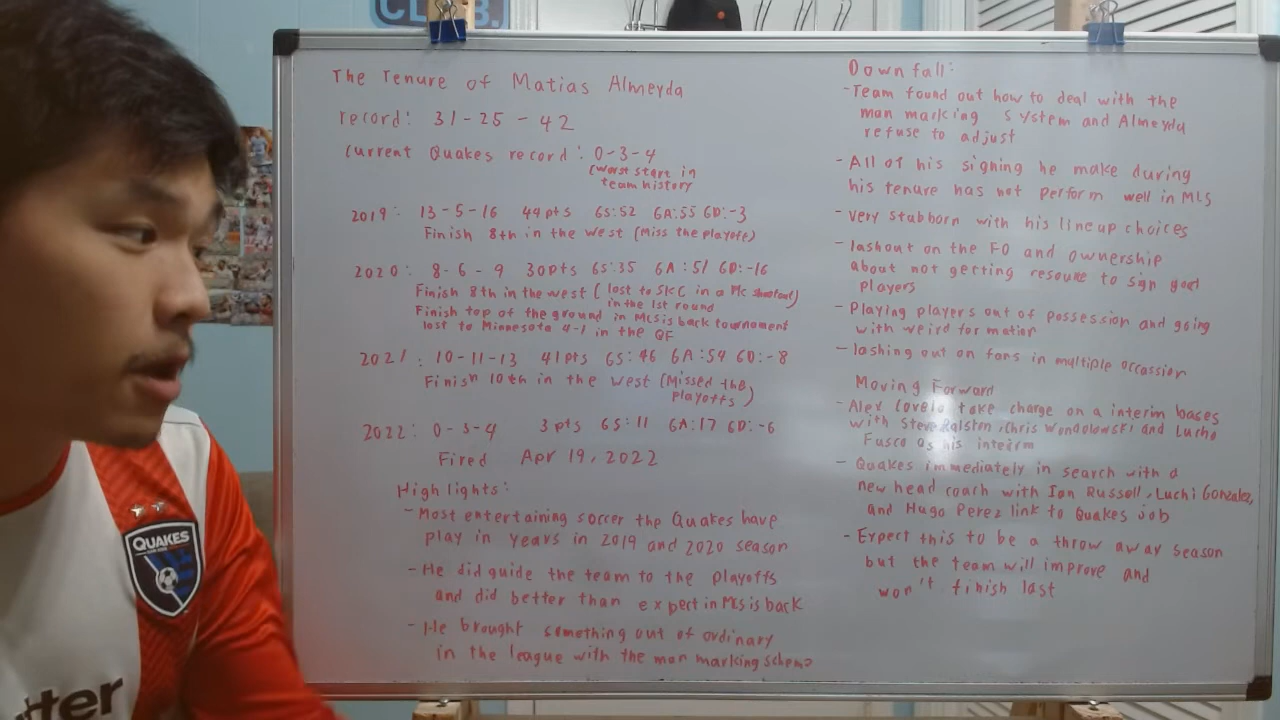 CLUB.
The Tenure of Matias Almeyda
record: 31-25-42
Current Quakes record: 0-3-4
(worst start in
team history
2019: 13-5-16 44pts GS:52 GA:55 GD:-3
Finish 8th in the west (Miss the playoff)
2020: 8-6-9 30pts GS:35 GA:51 GD:-16
Finish 8th in the west (lost to SKC in a PK shootout)
in the 1st round
Finish top of the ground in MLS is back tournament
lost to Minnesota 4-1 in the QF
2021: 10-11-13 41pts GS:46 GA:54 GD:-8
Finish 10th in the west (Missed the
playoffs)
2022: 0-3-4 3pts GS:11 GA:17 GD:-6
Fired Apr 19, 2022
Highlights:
-Most entertaining soccer the Quakes have
play in years in 2019 and 2020 season
-He did guide the team to the playoffs
and did better than expect in MLS is back
-He brought something out of ordinary
in the league with the man marking scheme
Downfall:
-Team found out how to deal with the
man marking system and Almeyda
refuse to adjust
-All of his signing he make during
his tenure has not perform well in MLS
-very stubborn with his lineup choices
-lashout on the FO and ownership
about not getting resouce to sign good
players
-Playing players out of possession and going
with weird formation
-lashing out on fans in multiple occassion
Moving Forward
-Alex Covelo take charge on a interim bases
with Steve Ralston, Chris Wondolowski and Lucho
Fusco as his interim
-Quakes immediately in search with a
new head coach with Ian Russell, Luchi Gonzalez,
and Hugo Perez link to Quakes job
-Expect this to be a throw away season
but the team will improve and
won't finish last
QUAKES
tter